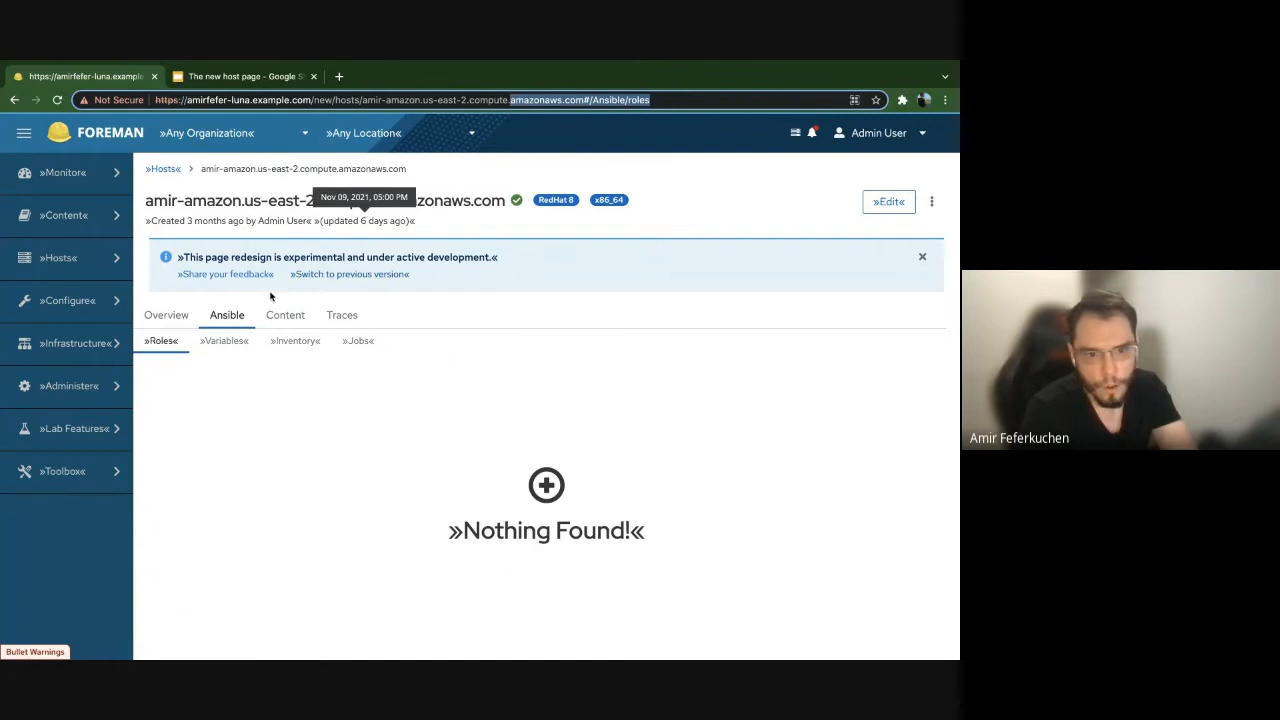 https://amirfefer-luna.example
The new host page - Google S
Not Secure https://amirfefer-luna.example.com/new/hosts/amir-amazon.us-east-2.compute.amazonaws.com#/Ansible/roles
FOREMAN
»Any Organization«
»Any Location«
Admin User
»Monitor«
»Content«
»Hosts«
»Configure«
»Infrastructure«
»Administer«
»Lab Features«
»Toolbox«
»Hosts« > amir-amazon.us-east-2.compute.amazonaws.com
Nov 09, 2021, 05:00 PM
amir-amazon.us-east-2 zonaws.com RedHat 8 x86_64
»Edit«
»Created 3 months ago by Admin User« »(updated 6 days ago)«
»This page redesign is experimental and under active development.«
»Share your feedback« »Switch to previous version«
Overview Ansible Content Traces
»Roles« »Variables« »Inventory« »Jobs«
»Nothing Found!«
Bullet Warnings
Amir Feferkuchen